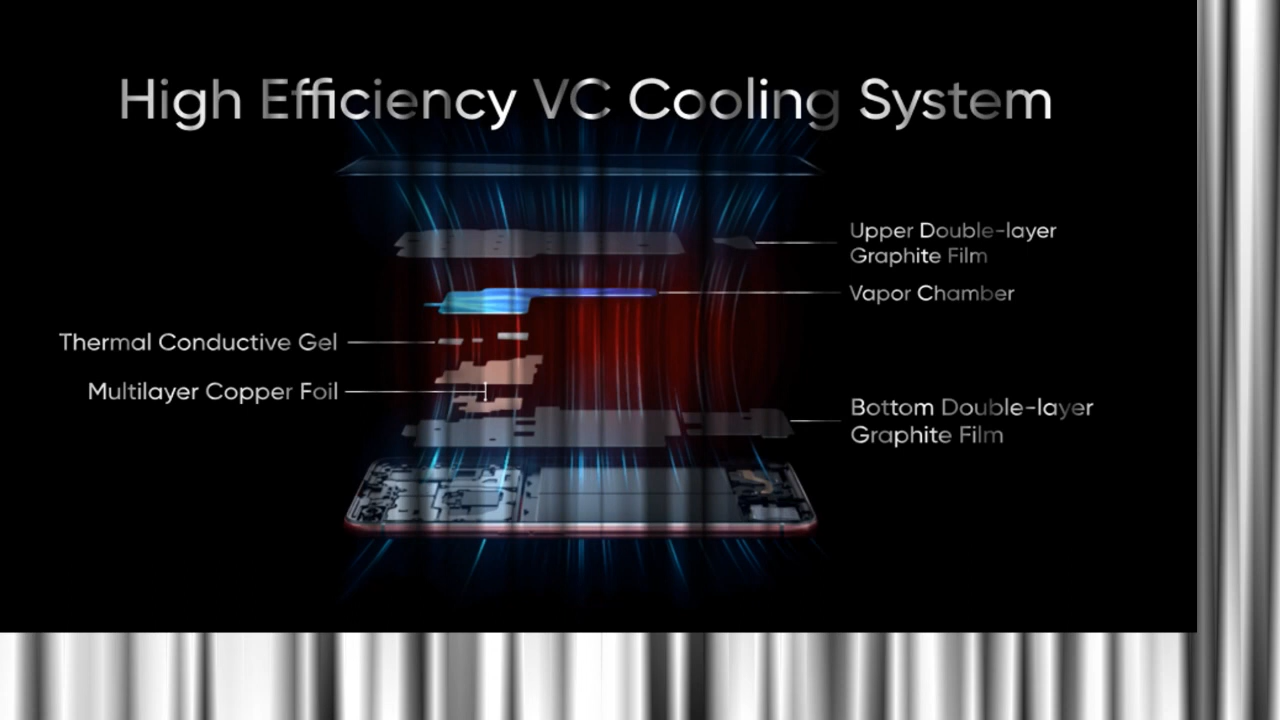 High Efficiency VC Cooling System
Upper Double-layer
Graphite Film
Vapor Chamber
Thermal Conductive Gel
Multilayer Copper Foil
Bottom Double-layer
Graphite Film